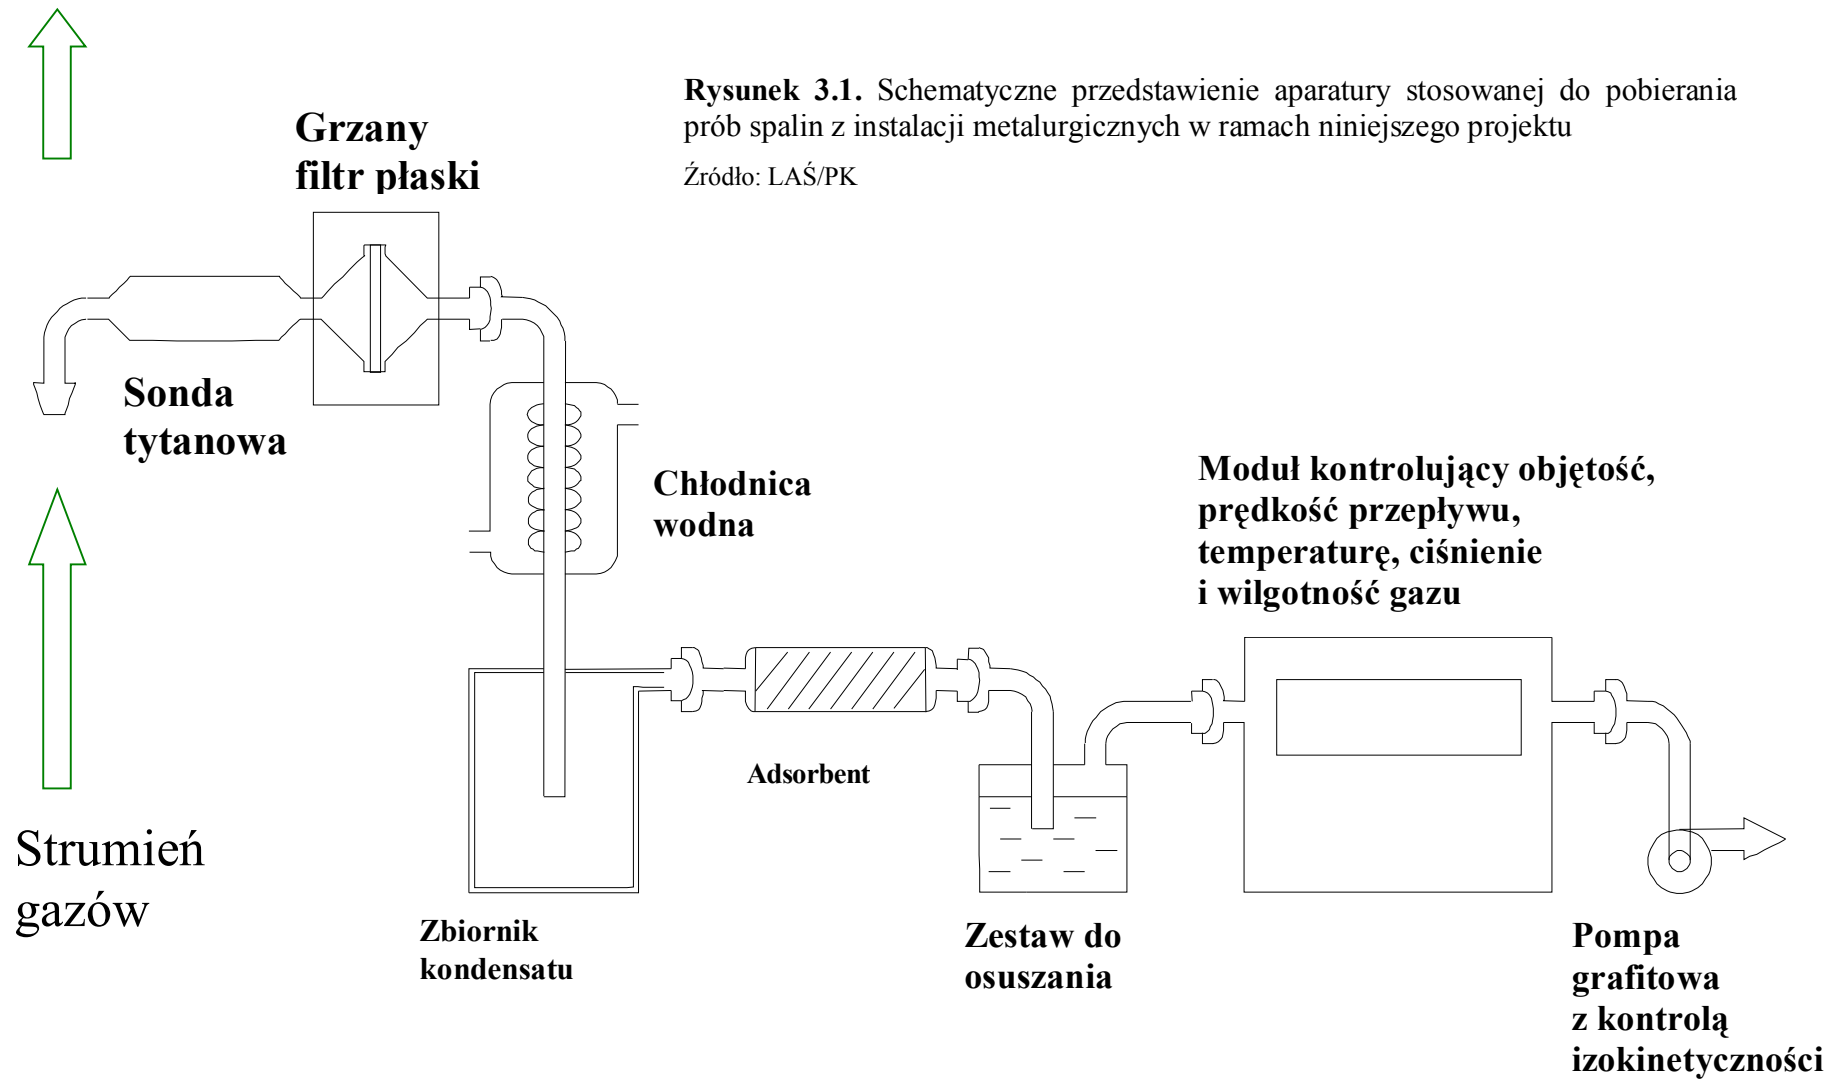 Rysunek 3.1. Schematyczne przedstawienie aparatury stosowanej do pobierania
prób spalin z instalacji metalurgicznych w ramach niniejszego projektu
Źródło: LAŚ/PK
Grzany
filtr płaski
Sonda
tytanowa
Chłodnica
wodna
Moduł kontrolujący objętość,
prędkość przepływu,
temperaturę, ciśnienie
i wilgotność gazu
Adsorbent
Strumień
gazów
Zbiornik
kondensatu
Zestaw do
osuszania
Pompa
grafitowa
z kontrolą
izokinetyczności